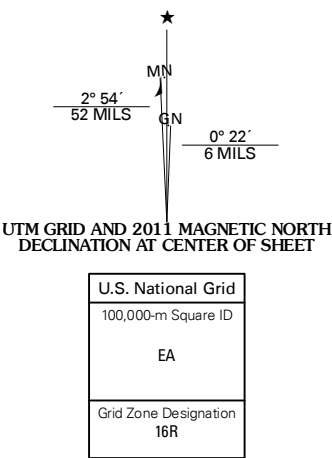 ★
MN
GN
2° 54´
52 MILS
0° 22´
6 MILS
UTM GRID AND 2011 MAGNETIC NORTH
DECLINATION AT CENTER OF SHEET
U.S. National Grid
100,000-m Square ID
EA
Grid Zone Designation
16R